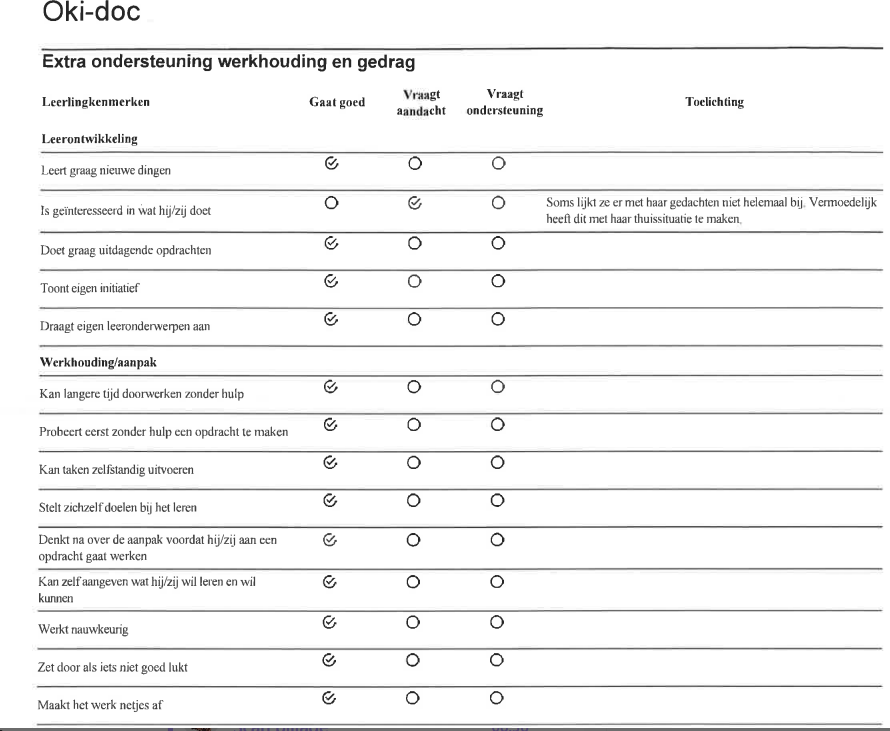 Oki-doc
Extra ondersteuning werkhouding en gedrag
Leerlingkenmerken Gaat goed Vraagt aandacht Vraagt ondersteuning Toelichting
Leerontwikkeling
Leert graag nieuwe dingen
Is geïnteresseerd in wat hij/zij doet
Soms lijkt ze er met haar gedachten niet helemaal bij. Vermoedelijk
heeft dit met haar thuissituatie te maken.
Doet graag uitdagende opdrachten
Toont eigen initiatief
Draagt eigen leeronderwerpen aan
Werkhouding/aanpak
Kan langere tijd doorwerken zonder hulp
Probeert eerst zonder hulp een opdracht te maken
Kan taken zelfstandig uitvoeren
Stelt zichzelf doelen bij het leren
Denkt na over de aanpak voordat hij/zij aan een
opdracht gaat werken
Kan zelf aangeven wat hij/zij wil leren en wil
kunnen
Werkt nauwkeurig
Zet door als iets niet goed lukt
Maakt het werk netjes af